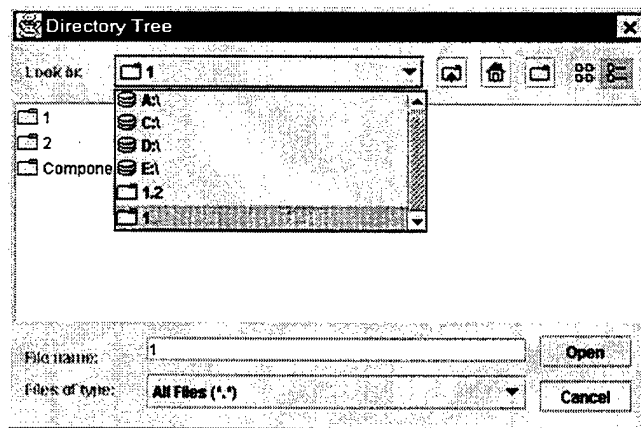 Directory Tree
Look in:
1
A:\
C:\
D:\
E:\
1.2
1
1
2
Compone
File name:
1
Open
Files of type:
All Files (*.*)
Cancel